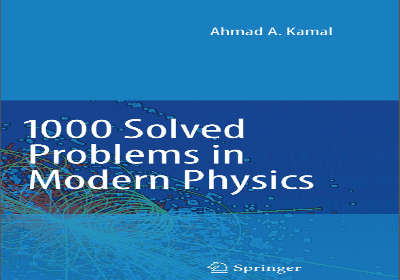 Ahmad A. Kamal
1000 Solved
Problems in
Modern Physics
Springer